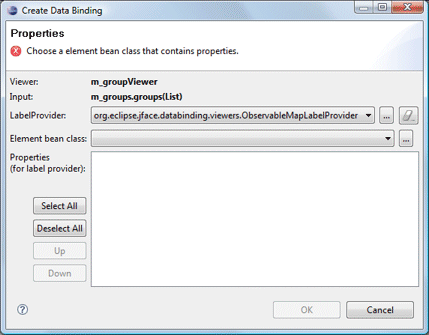 Create Data Binding
Properties
Choose a element bean class that contains properties.
Viewer: m_groupViewer
Input: m_groups.groups(List)
LabelProvider: org.eclipse.jface.databinding.viewers.ObservableMapLabelProvider ...
Element bean class: ...
Properties
(for label provider):
Select All
Deselect All
Up
Down
? OK Cancel